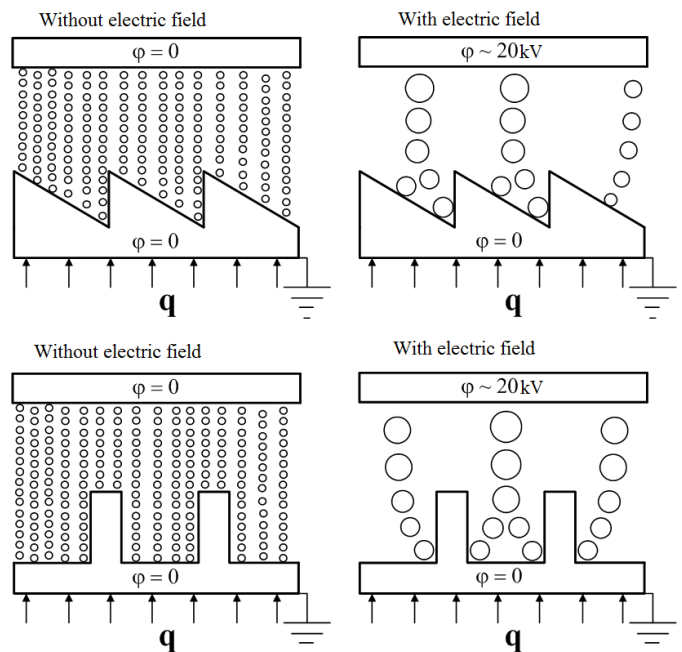 Without electric field
With electric field
φ = 0
φ ~ 20kV
φ = 0
φ = 0
q
q
Without electric field
With electric field
φ = 0
φ ~ 20kV
φ = 0
φ = 0
q
q